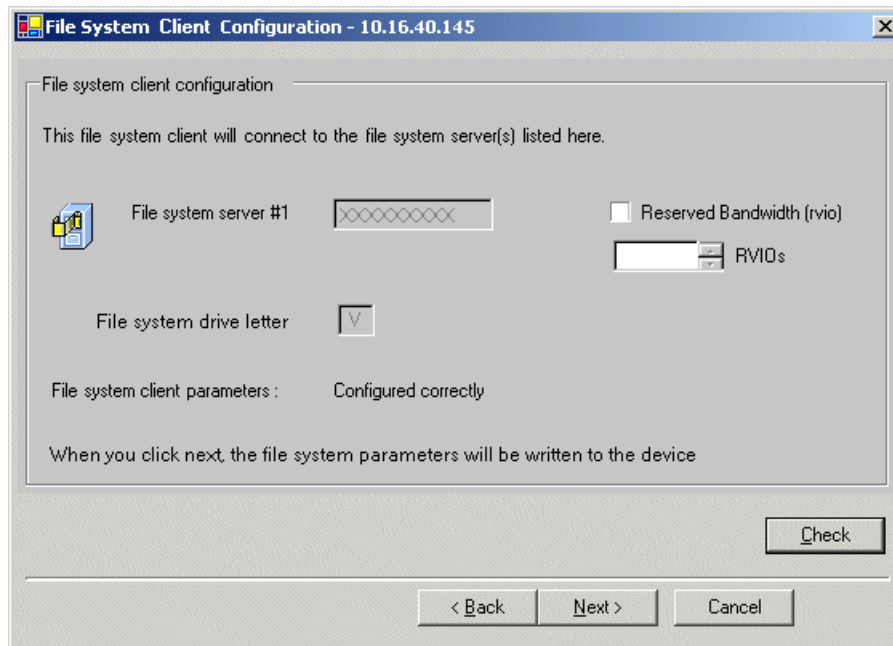 File System Client Configuration - 10.16.40.145
File system client configuration
This file system client will connect to the file system server(s) listed here.
File system server #1
XXXXXXXXXX
Reserved Bandwidth (rvio)
RVIOs
File system drive letter
V
File system client parameters :
Configured correctly
When you click next, the file system parameters will be written to the device
Check
< Back
Next >
Cancel